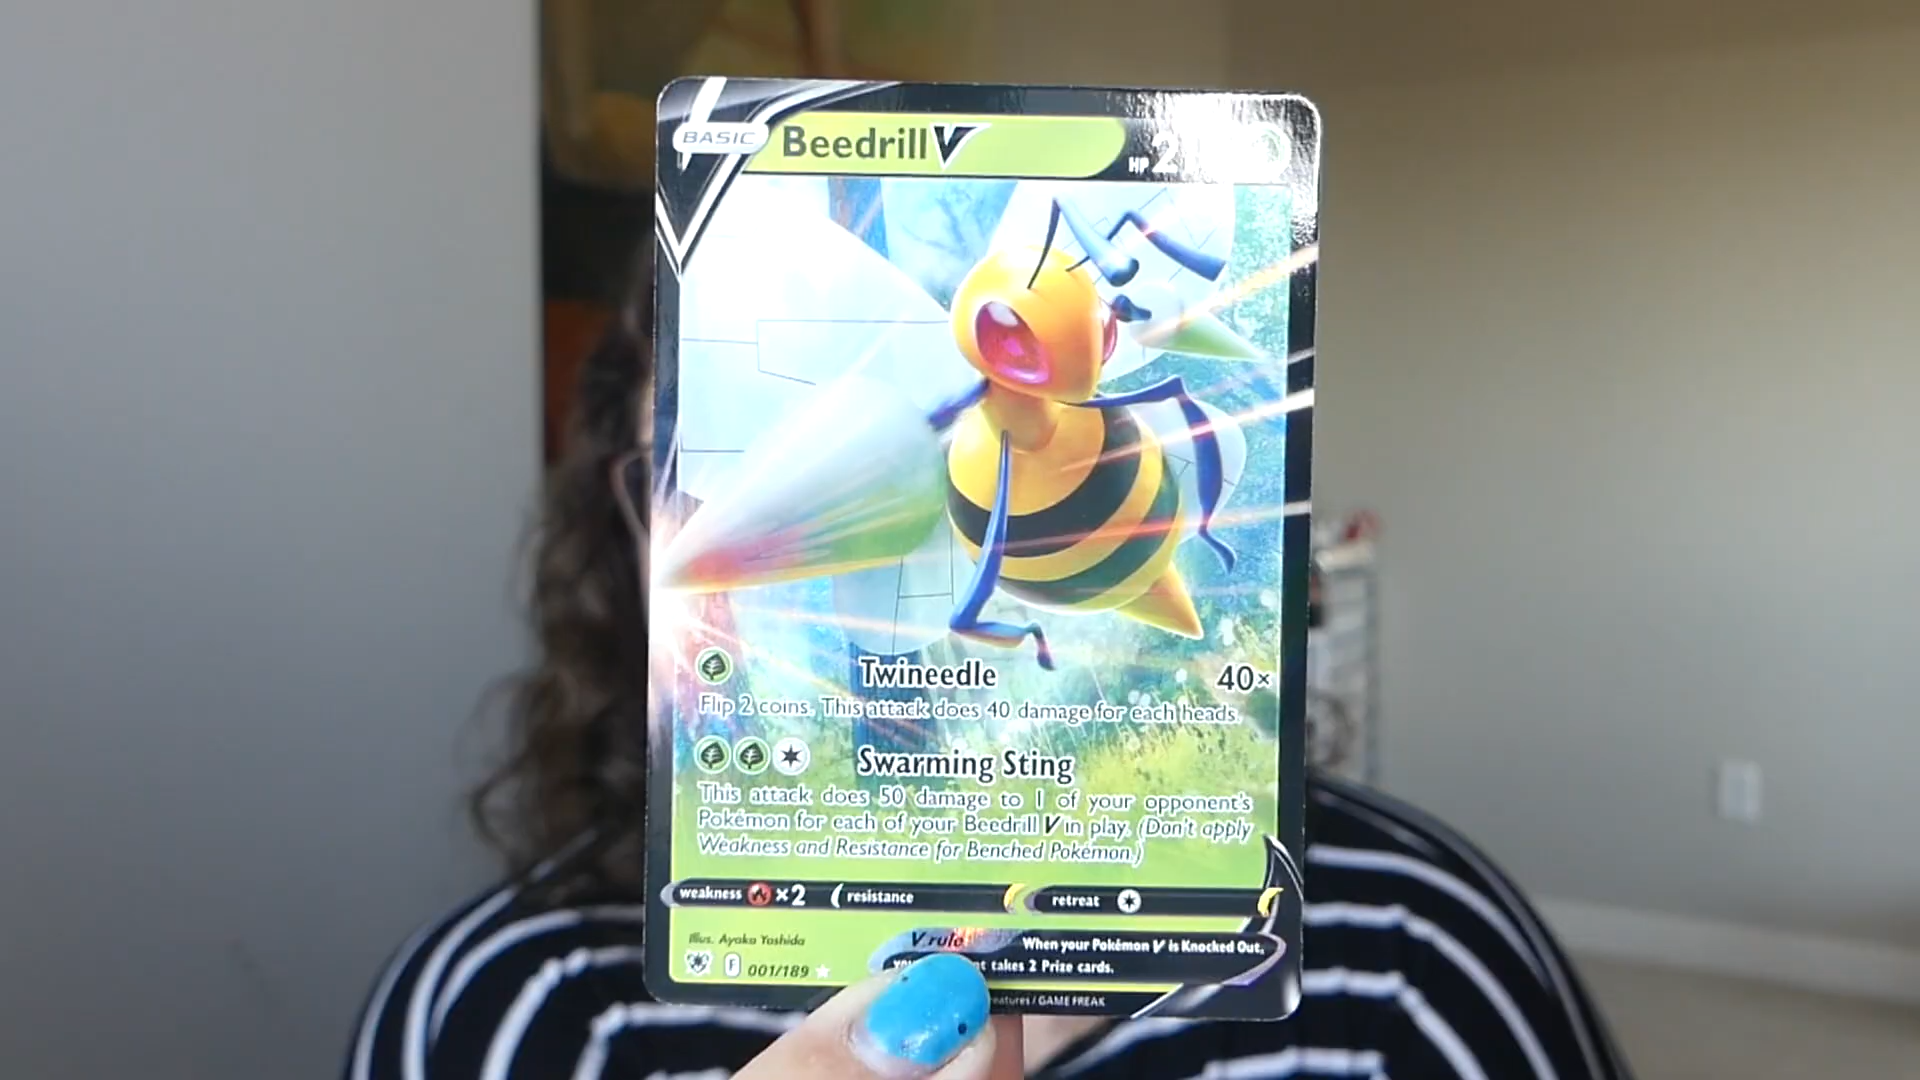 BASIC Beedrill V HP 2
Twineedle 40×
Flip 2 coins. This attack does 40 damage for each heads.
Swarming Sting
This attack does 50 damage to 1 of your opponent's
Pokémon for each of your Beedrill V in play. (Don't apply
Weakness and Resistance for Benched Pokémon.)
weakness ×2 resistance retreat
Illus. Ayaka Yoshida
V rule When your Pokémon V is Knocked Out,
takes 2 Prize cards.
F 001/189
/ GAME FREAK